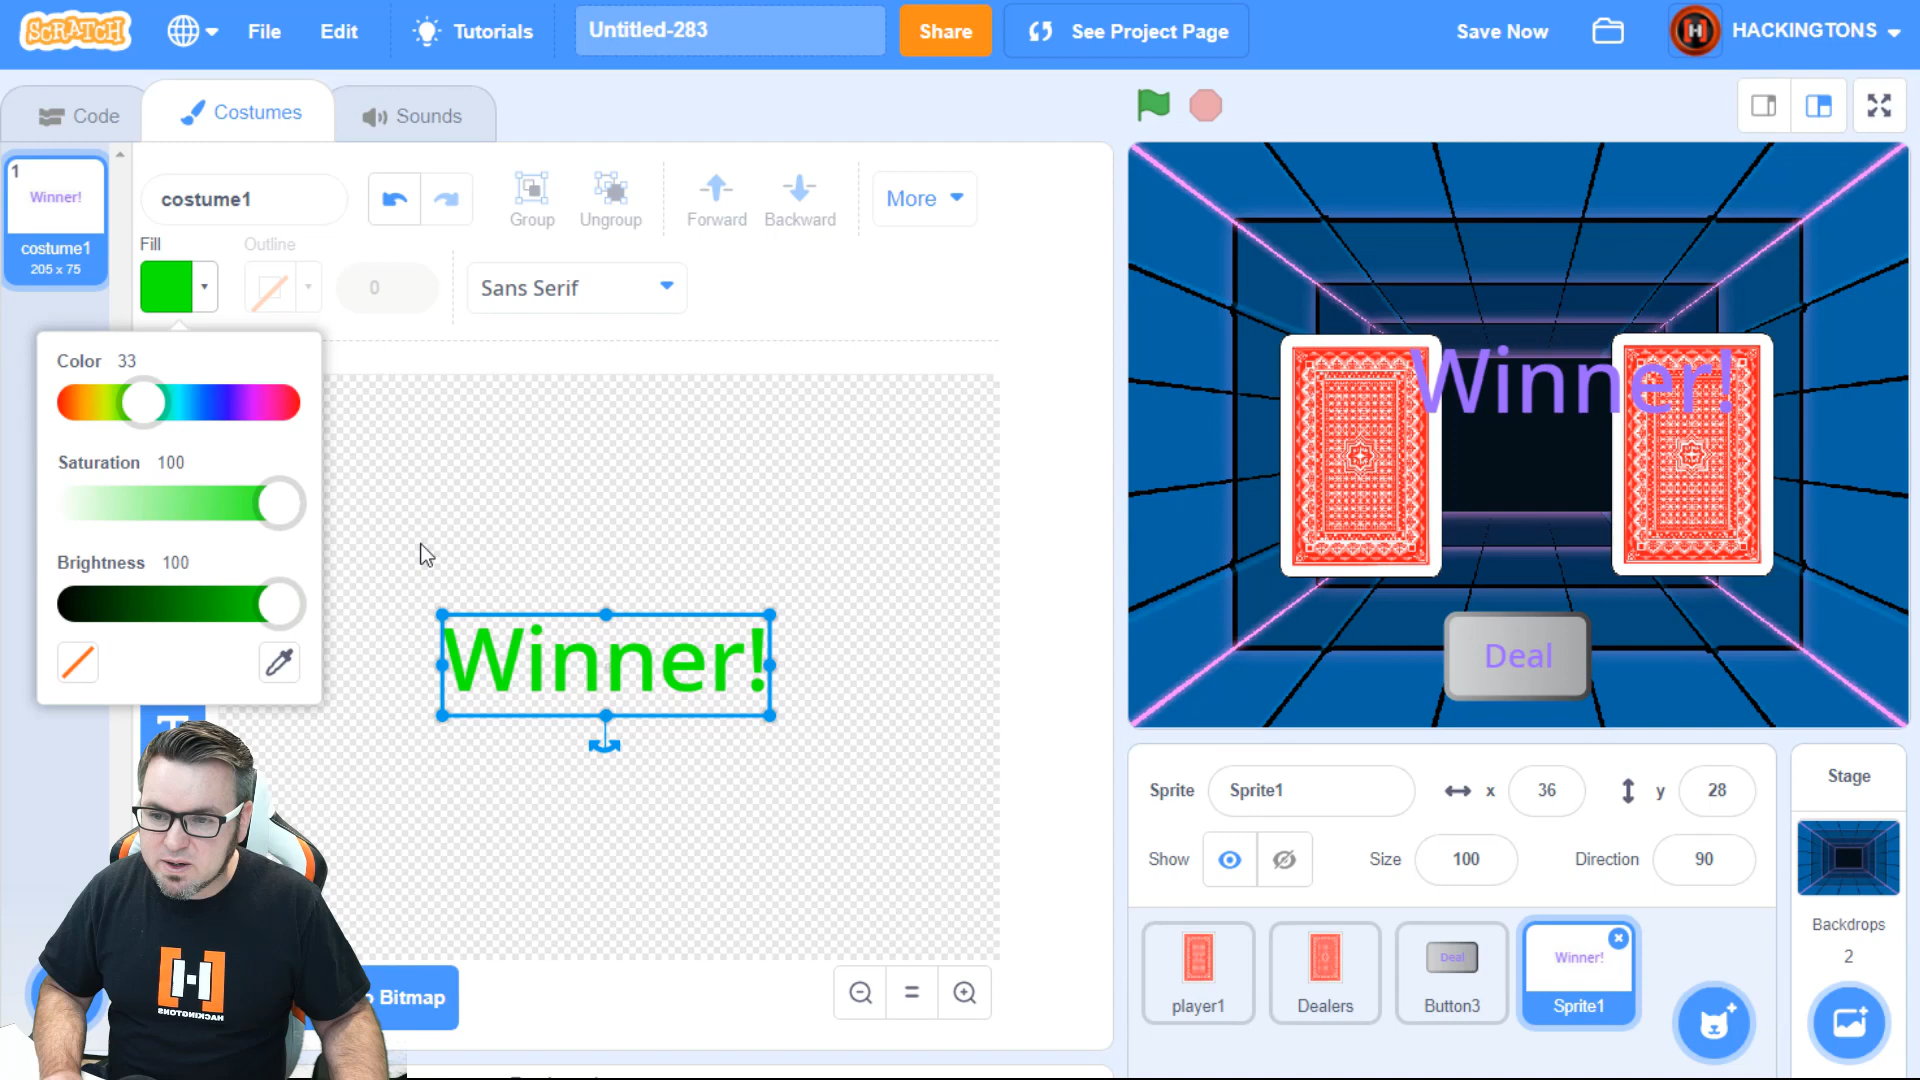 SCRATCH
File
Edit
Tutorials
Untitled-283
Share
See Project Page
Save Now
HACKINGTONS
Code
Costumes
Sounds
1
Winner!
costume1
205 x 75
costume1
Group
Ungroup
Forward
Backward
More
Fill
Outline
0
Sans Serif
Color 33
Saturation 100
Brightness 100
Winner!
Bitmap
HACKINGTONS
Winner!
Deal
Sprite
Sprite1
x
36
y
28
Show
Size
100
Direction
90
player1
Dealers
Deal
Button3
Winner!
Sprite1
Stage
Backdrops
2